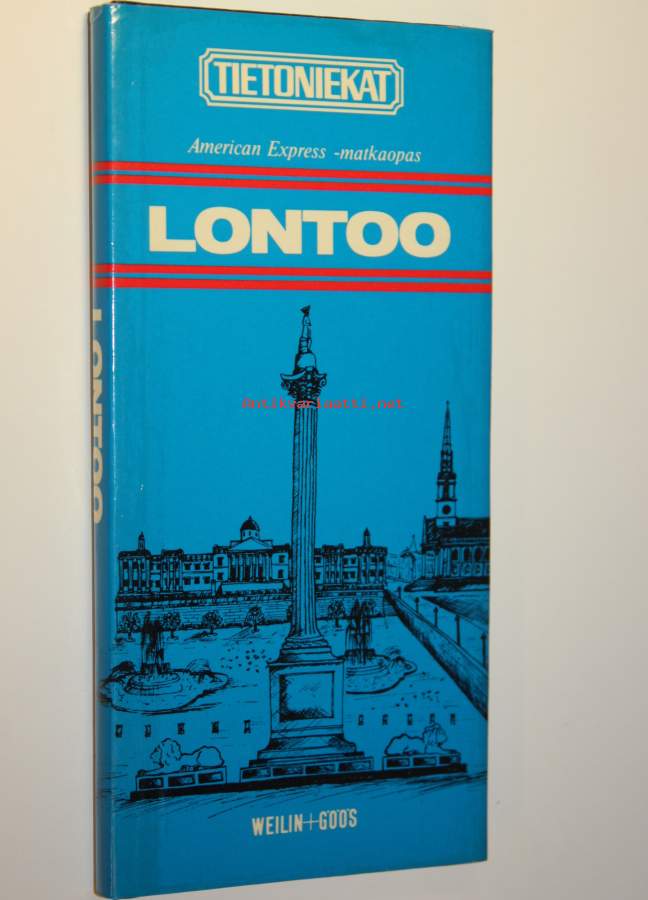 TIETONIEKAT
American Express -matkaopas
LONTOO
LONTOO
Antikvariaatti.net
WEILIN+GÖÖS